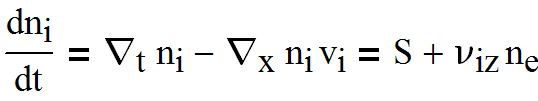 dn_i/dt = ∇_t n_i − ∇_x n_i v_i = S + ν_iz n_e